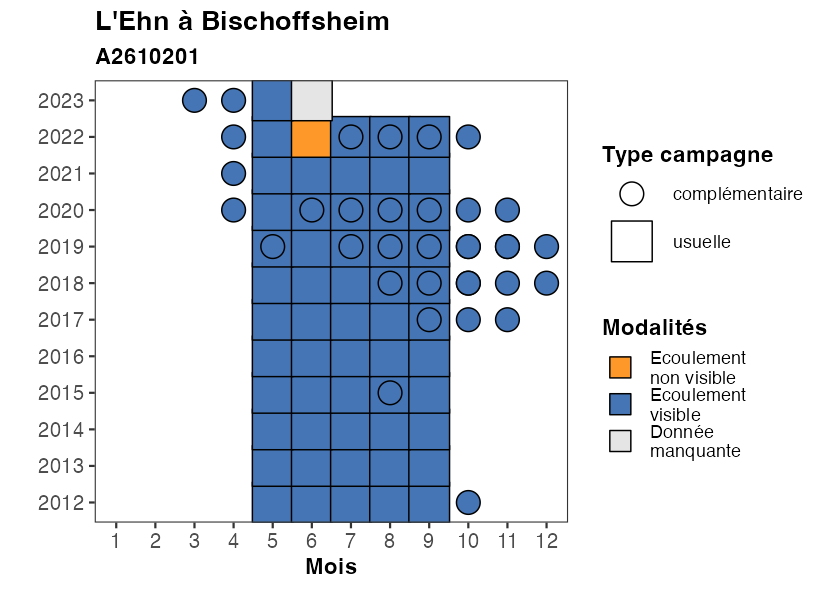 L'Ehn à Bischoffsheim
A2610201
2023
2022
2021
2020
2019
2018
2017
2016
2015
2014
2013
2012
1 2 3 4 5 6 7 8 9 10 11 12
Mois
Type campagne
complémentaire
usuelle
Modalités
Ecoulement
non visible
Ecoulement
visible
Donnée
manquante